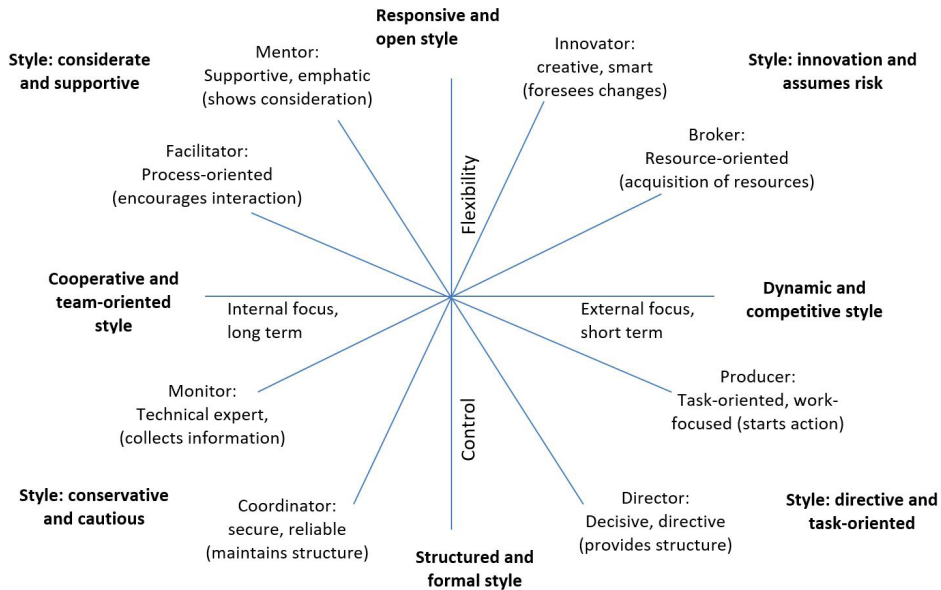 Responsive and
open style
Style: considerate
and supportive
Mentor:
Supportive, emphatic
(shows consideration)
Innovator:
creative, smart
(foresees changes)
Style: innovation and
assumes risk
Facilitator:
Process-oriented
(encourages interaction)
Flexibility
Broker:
Resource-oriented
(acquisition of resources)
Cooperative and
team-oriented
style
Internal focus,
long term
External focus,
short term
Dynamic and
competitive style
Monitor:
Technical expert,
(collects information)
Control
Producer:
Task-oriented, work-
focused (starts action)
Style: conservative
and cautious
Coordinator:
secure, reliable
(maintains structure)
Director:
Decisive, directive
(provides structure)
Style: directive and
task-oriented
Structured and
formal style